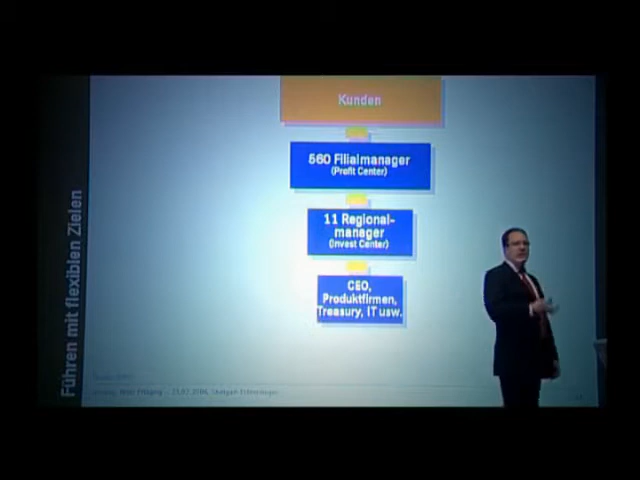 Führen mit flexiblen Zielen
Kunden
560 Filialmanager
(Profit Center)
11 Regional-
manager
(Invest Center)
CEO,
Produktfirmen,
Treasury, IT usw.